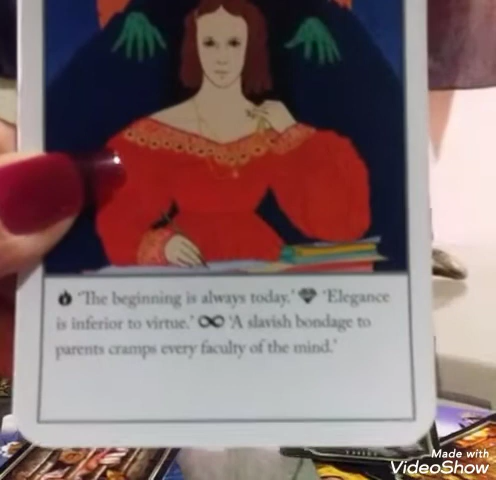 'The beginning is always today.' 'Elegance
is inferior to virtue.' 'A slavish bondage to
parents cramps every faculty of the mind.'
Made with
VideoShow